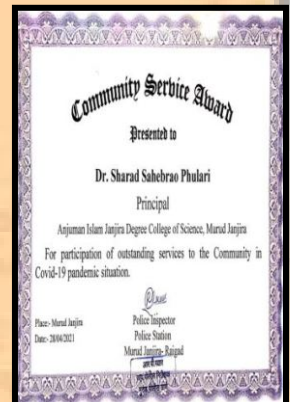 Community Service Award
Presented to
Dr. Sharad Sahebrao Phulari
Principal
Anjuman Islam Janjira Degree College of Science, Murud Janjira
For participation of outstanding services to the Community in
Covid-19 pandemic situation.
Place:- Murud Janjira
Date:- 28/04/2021
Police Inspector
Police Station
Murud Janjira- Raigad